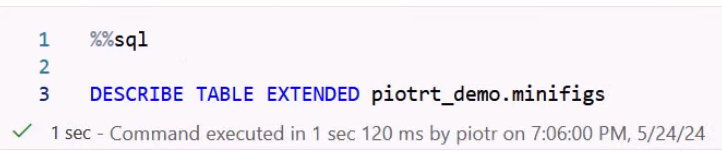 1 %%sql
2
3 DESCRIBE TABLE EXTENDED piotrt_demo.minifigs
✓ 1 sec - Command executed in 1 sec 120 ms by piotr on 7:06:00 PM, 5/24/24